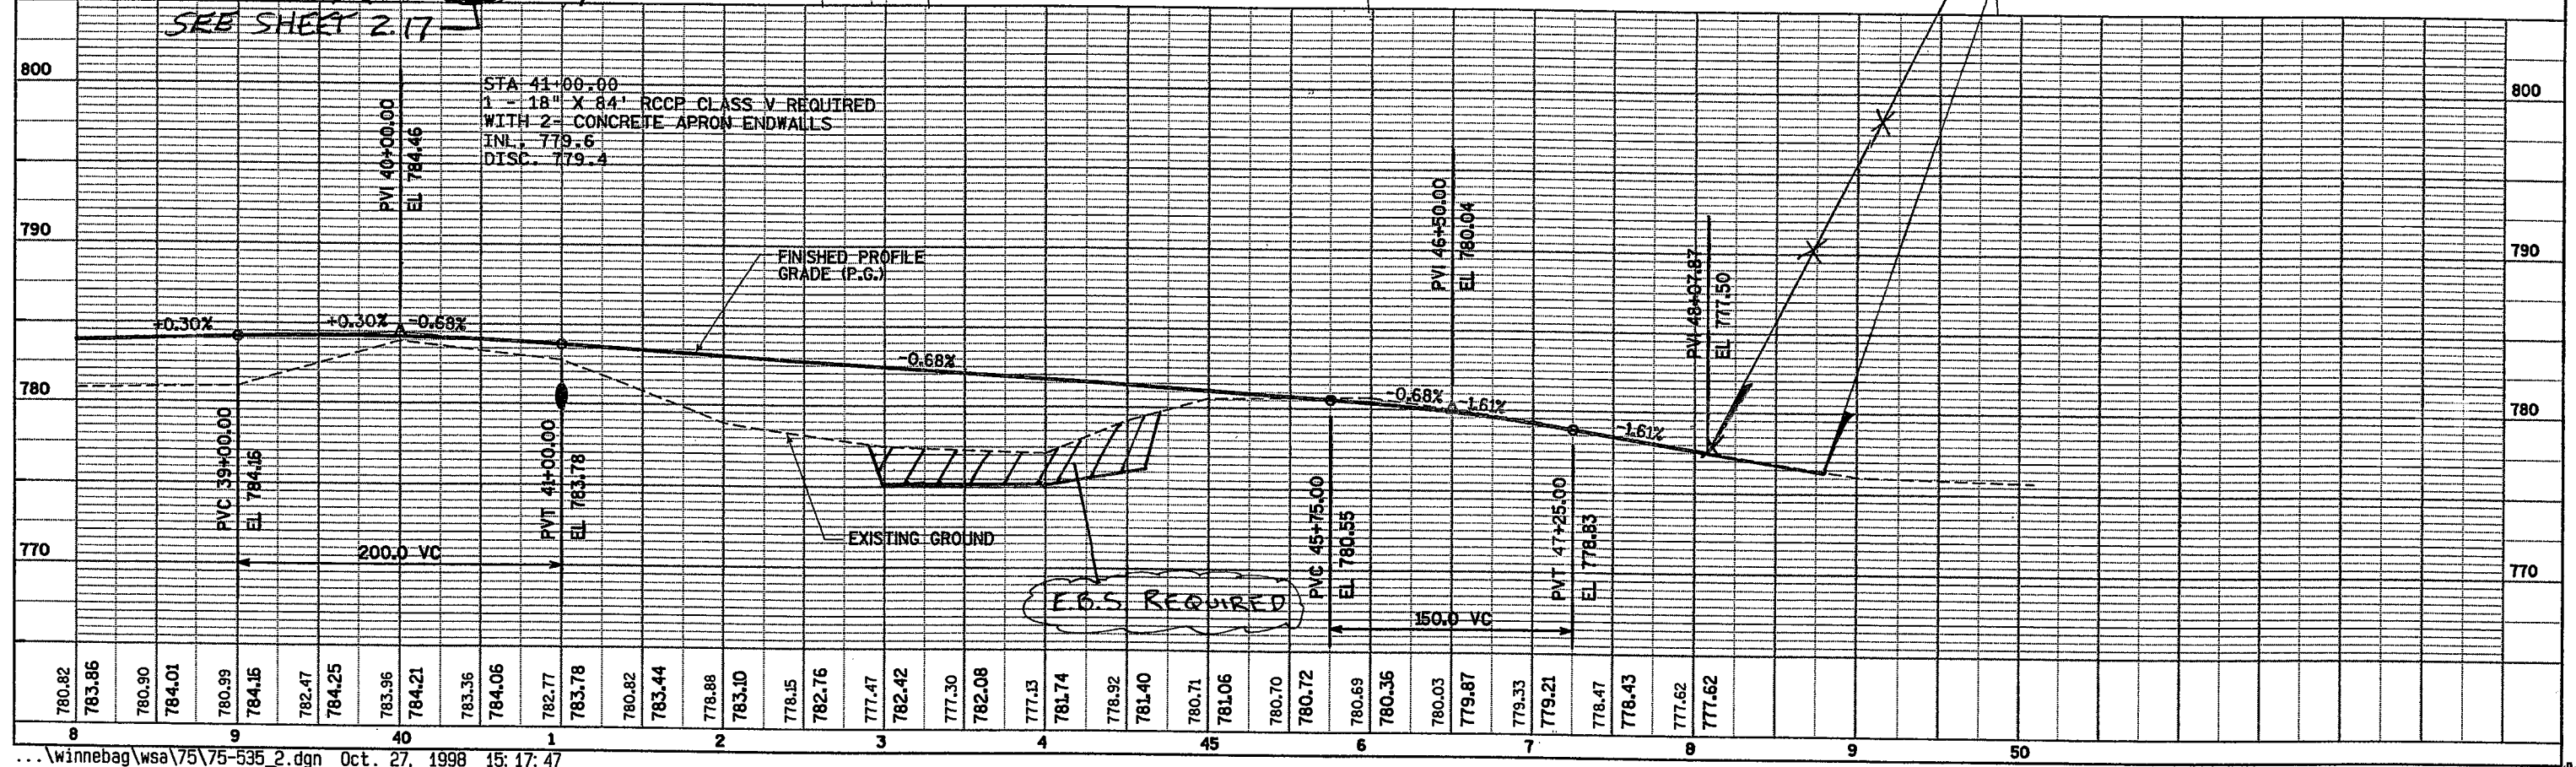 SEE SHEET 2.17
800
790
780
770
STA 41+00.00
1 - 18" X 84' RCCP CLASS V REQUIRED
WITH 2- CONCRETE APRON ENDWALLS
INL. 779.6
DISC. 779.4
PVI 40+00.00
EL 784.46
FINISHED PROFILE
GRADE (P.G.)
PVI 46+50.00
EL 780.04
PVI 48+07.87
EL 777.50
800
790
780
770
+0.30%
+0.30%
-0.68%
-0.68%
-0.68%
-1.61%
-1.61%
PVC 39+00.00
EL 784.16
PVT 41+00.00
EL 783.78
EXISTING GROUND
200.0 VC
E.B.S. REQUIRED
PVC 45+75.00
EL 780.55
PVT 47+25.00
EL 778.83
150.0 VC
780.82
783.86
780.90
784.01
780.99
784.16
782.47
784.25
783.96
784.21
783.36
784.06
782.77
783.78
780.82
783.44
778.88
783.10
778.15
782.76
777.47
782.42
777.30
782.08
777.13
781.74
778.92
781.40
780.71
781.06
780.70
780.72
780.69
780.36
780.03
779.87
779.33
779.21
778.47
778.43
777.62
777.62
8 9 40 1 2 3 4 45 6 7 8 9 50
...\winnebag\wsa\75\75-535_2.dgn Oct. 27, 1998 15:17:47